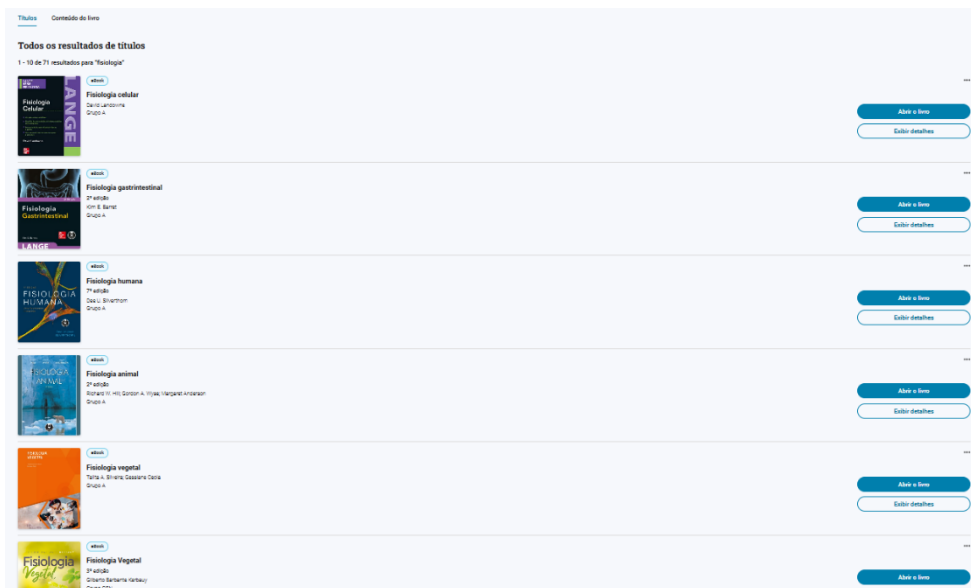 Títulos Conteúdo do livro
Todos os resultados de títulos
1 - 10 de 71 resultados para "fisiologia"
LANGE
Fisiologia
Celular
eBook
Fisiologia celular
David Landowne
Grupo A
Abrir o livro
Exibir detalhes
Fisiologia
Gastrintestinal
LANGE
eBook
Fisiologia gastrintestinal
2ª edição
Kim E. Barret
Grupo A
Abrir o livro
Exibir detalhes
FISIOLOGIA
HUMANA
eBook
Fisiologia humana
7ª edição
Dee U. Silverthorn
Grupo A
Abrir o livro
Exibir detalhes
FISIOLOGIA
ANIMAL
eBook
Fisiologia animal
2ª edição
Richard W. Hill; Gordon A. Wyse; Margaret Anderson
Grupo A
Abrir o livro
Exibir detalhes
eBook
Fisiologia vegetal
Talita A. Silveira; Cassiano Costa
Grupo A
Abrir o livro
Exibir detalhes
Fisiologia
Vegetal
eBook
Fisiologia Vegetal
3ª edição
Gilberto Barbante Kerbauy
Grupo GEN
Abrir o livro